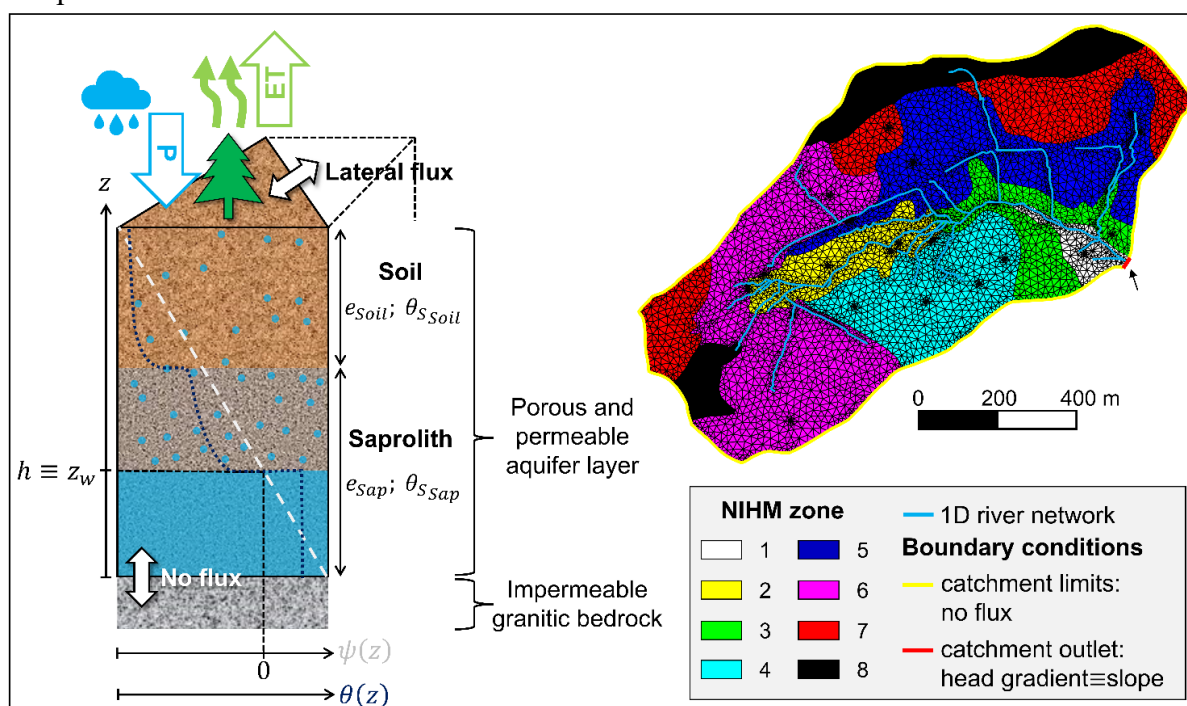 ET
P
z
Lateral flux
Soil
e_Soil; θ_S_Soil
Saprolith
e_Sap; θ_S_Sap
h ≡ z_w
No flux
Porous and
permeable
aquifer layer
Impermeable
granitic bedrock
ψ(z)
0
θ(z)
0 200 400 m
NIHM zone
1 5
2 6
3 7
4 8
1D river network
Boundary conditions
catchment limits:
no flux
catchment outlet:
head gradient≡slope